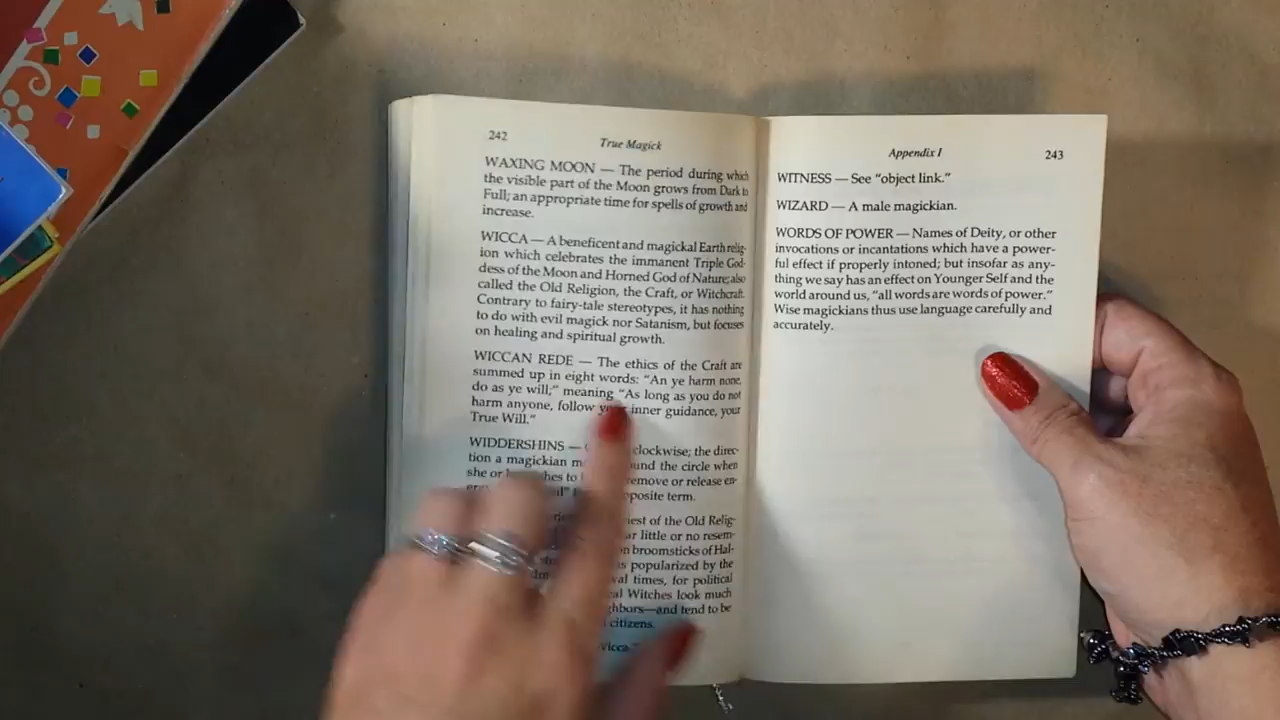 242
True Magick
WAXING MOON — The period during which
the visible part of the Moon grows from Dark to
Full; an appropriate time for spells of growth and
increase.
WICCA — A beneficent and magickal Earth relig-
ion which celebrates the immanent Triple God-
dess of the Moon and Horned God of Nature; also
called the Old Religion, the Craft, or Witchcraft.
Contrary to fairy-tale stereotypes, it has nothing
to do with evil magick nor Satanism, but focuses
on healing and spiritual growth.
WICCAN REDE — The ethics of the Craft are
summed up in eight words: "An ye harm none,
do as ye will;" meaning "As long as you do not
harm anyone, follow inner guidance, your
True Will."
WIDDERSHINS — clockwise; the direc-
tion a magickian the circle when
she or to remove or release en-
opposite term.
of the Old Relig-
little or no resem-
broomsticks of Hal-
popularized by the
times, for political
Witches look much
and tend to be
citizens.
Appendix I
243
WITNESS — See "object link."
WIZARD — A male magickian.
WORDS OF POWER — Names of Deity, or other
invocations or incantations which have a power-
ful effect if properly intoned; but insofar as any-
thing we say has an effect on Younger Self and the
world around us, "all words are words of power."
Wise magickians thus use language carefully and
accurately.